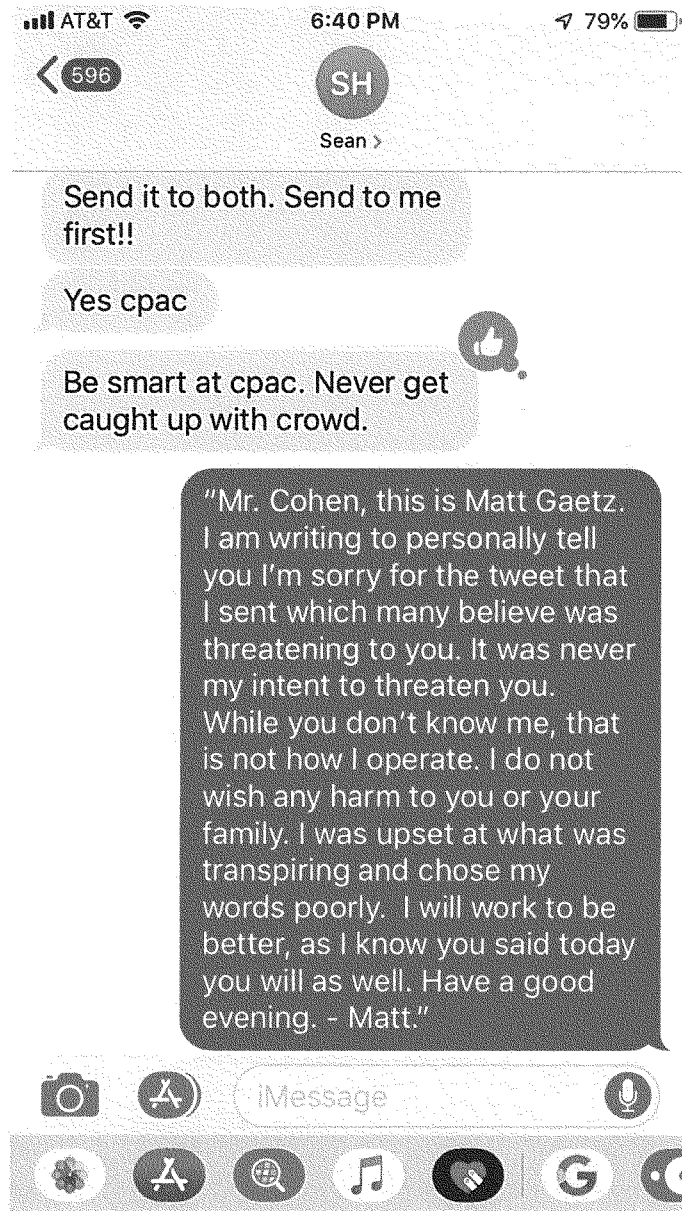 AT&T 6:40 PM 79%
596
SH
Sean >
Send it to both. Send to me
first!!
Yes cpac
Be smart at cpac. Never get
caught up with crowd.
"Mr. Cohen, this is Matt Gaetz.
I am writing to personally tell
you I'm sorry for the tweet that
I sent which many believe was
threatening to you. It was never
my intent to threaten you.
While you don't know me, that
is not how I operate. I do not
wish any harm to you or your
family. I was upset at what was
transpiring and chose my
words poorly.  I will work to be
better, as I know you said today
you will as well. Have a good
evening. - Matt."
iMessage
G